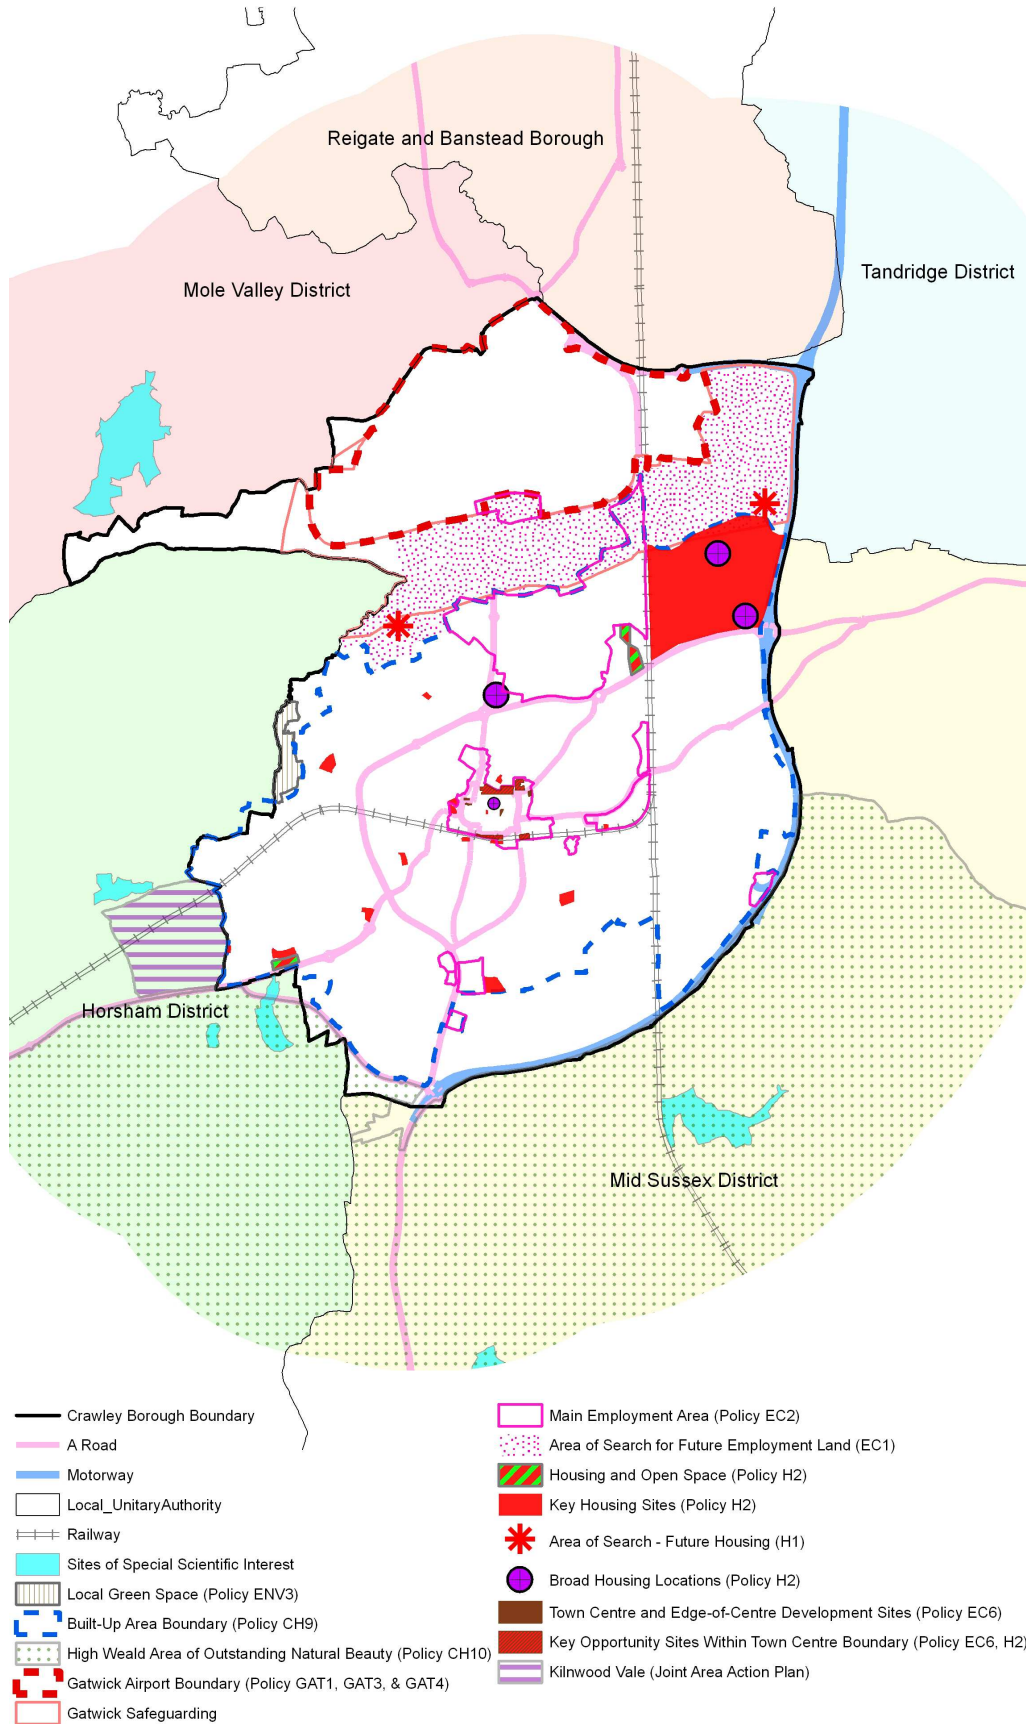 Reigate and Banstead Borough
Tandridge District
Mole Valley District
Horsham District
Mid Sussex District
Crawley Borough Boundary
A Road
Motorway
Local_UnitaryAuthority
Railway
Sites of Special Scientific Interest
Local Green Space (Policy ENV3)
Built-Up Area Boundary (Policy CH9)
High Weald Area of Outstanding Natural Beauty (Policy CH10)
Gatwick Airport Boundary (Policy GAT1, GAT3, & GAT4)
Gatwick Safeguarding
Main Employment Area (Policy EC2)
Area of Search for Future Employment Land (EC1)
Housing and Open Space (Policy H2)
Key Housing Sites (Policy H2)
Area of Search - Future Housing (H1)
Broad Housing Locations (Policy H2)
Town Centre and Edge-of-Centre Development Sites (Policy EC6)
Key Opportunity Sites Within Town Centre Boundary (Policy EC6, H2)
Kilnwood Vale (Joint Area Action Plan)